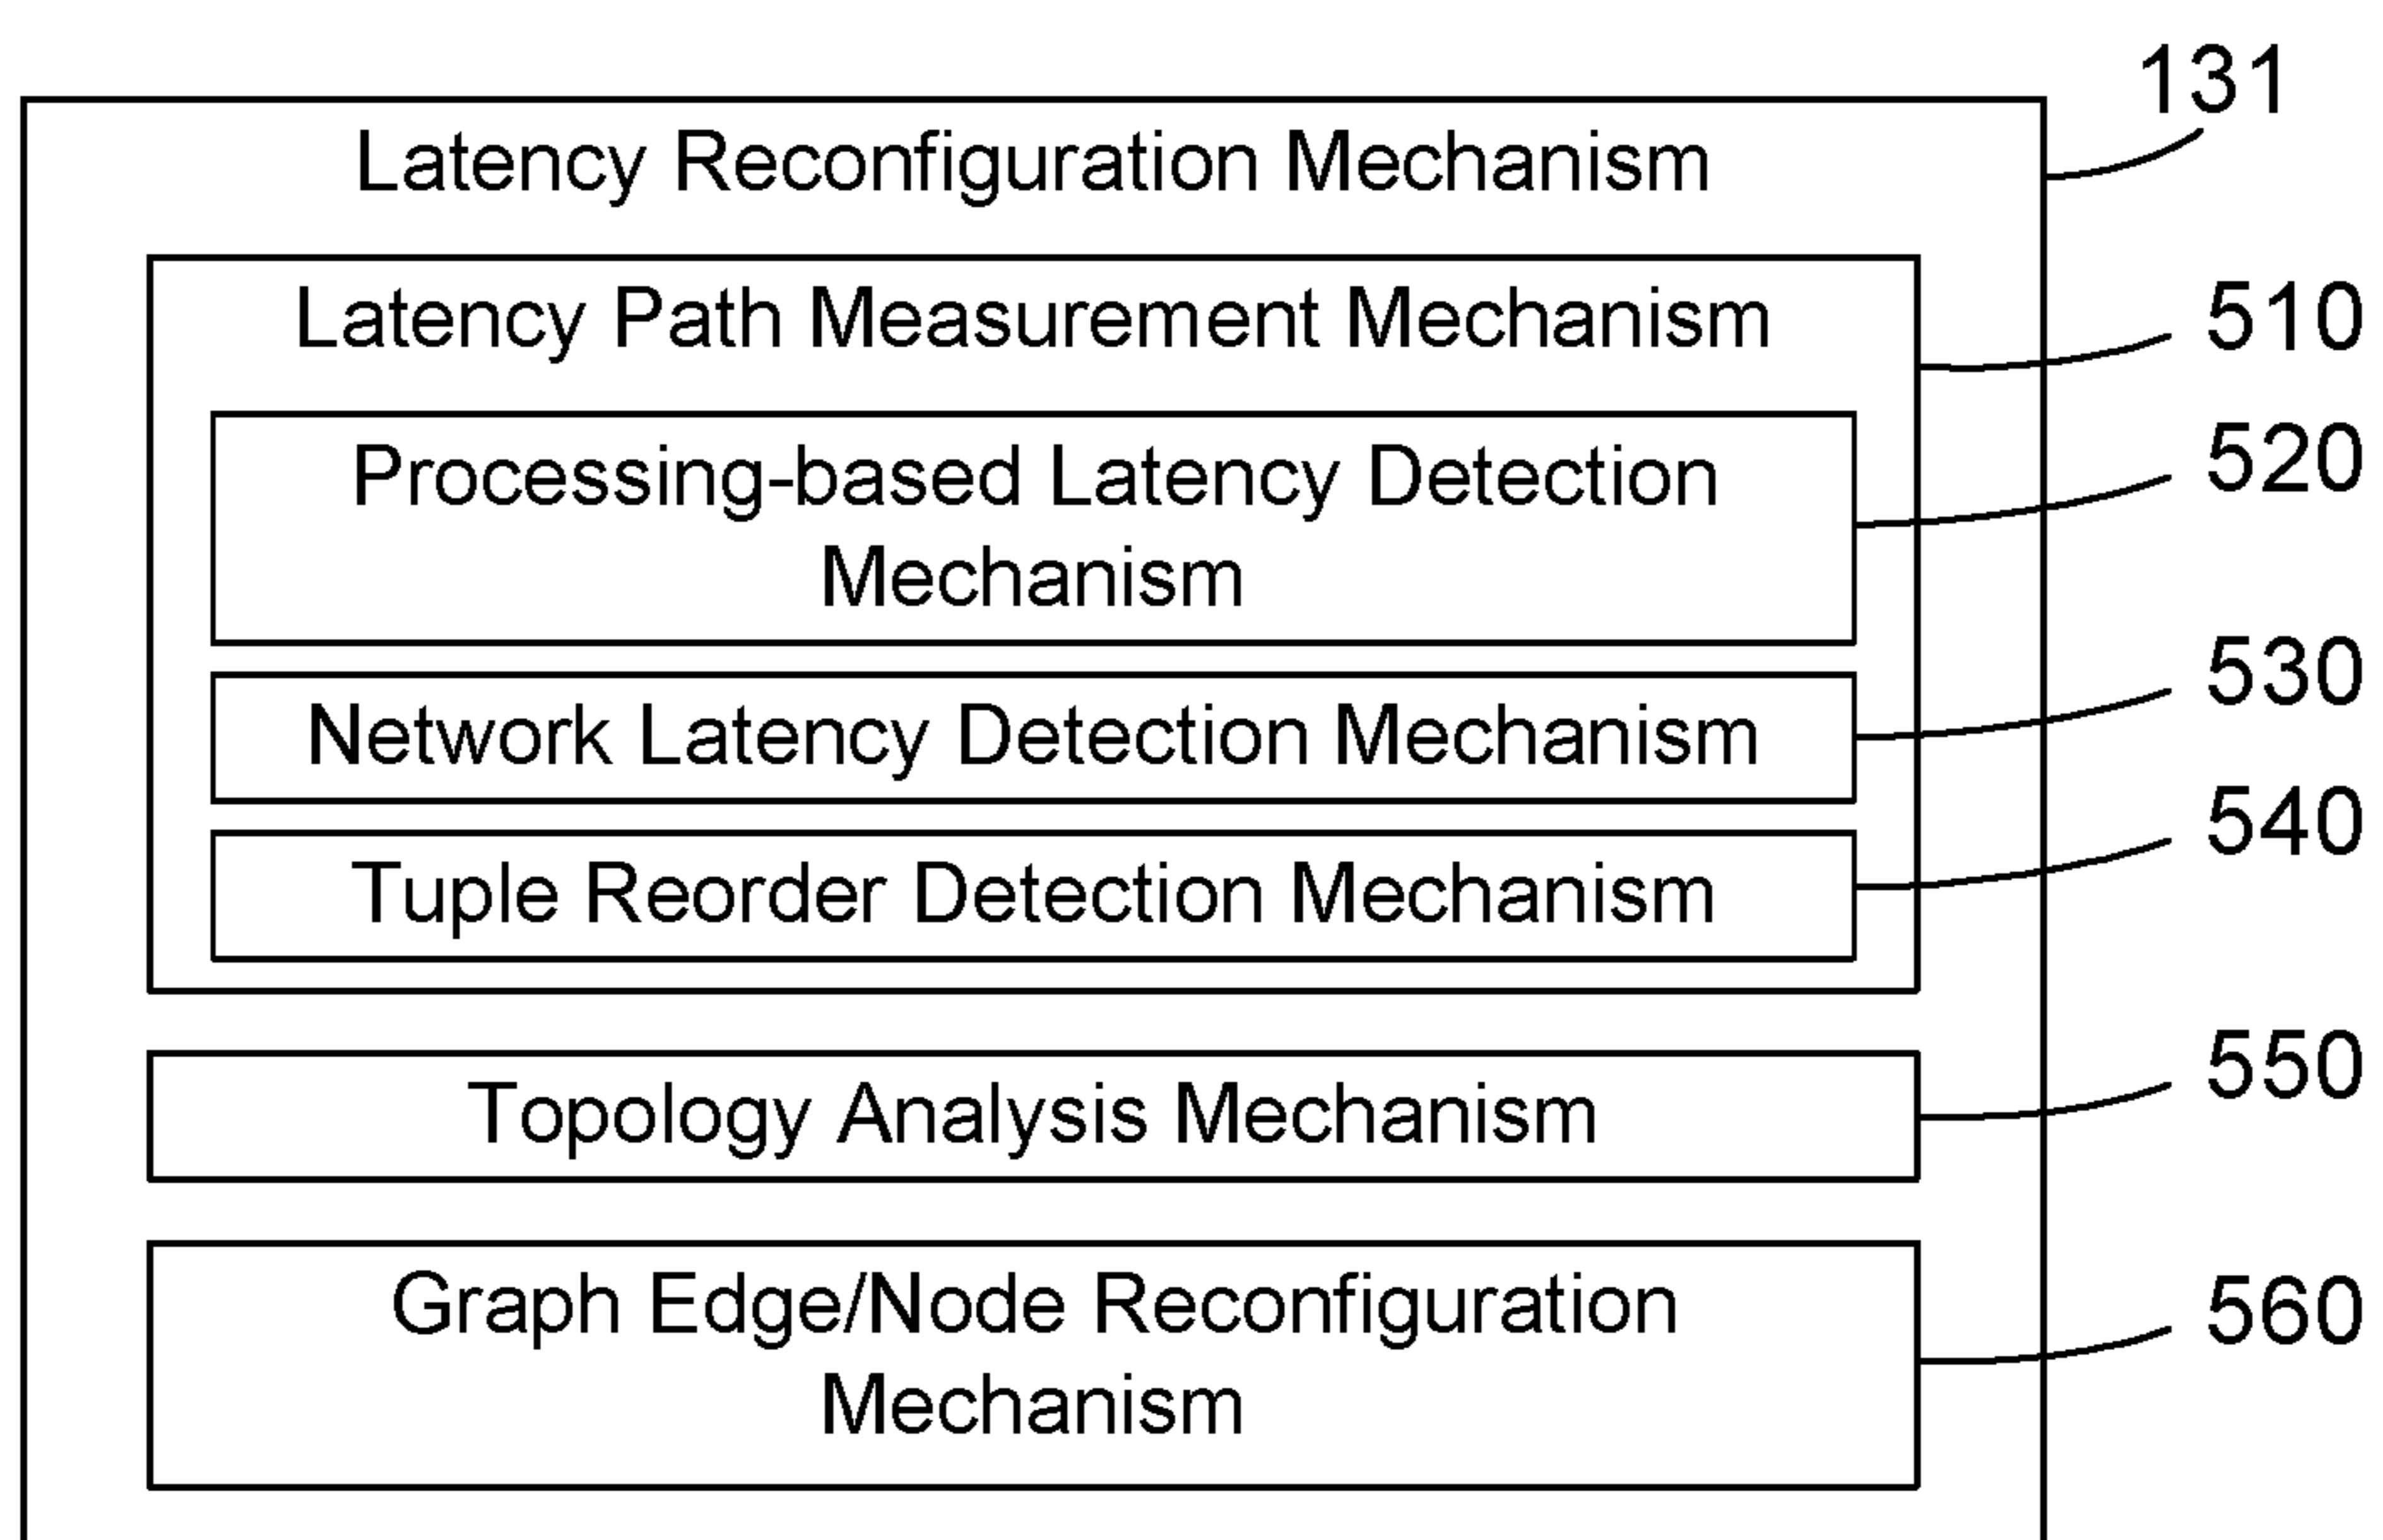 131
Latency Reconfiguration Mechanism
Latency Path Measurement Mechanism
510
Processing-based Latency Detection
Mechanism
520
Network Latency Detection Mechanism
530
Tuple Reorder Detection Mechanism
540
Topology Analysis Mechanism
550
Graph Edge/Node Reconfiguration
Mechanism
560